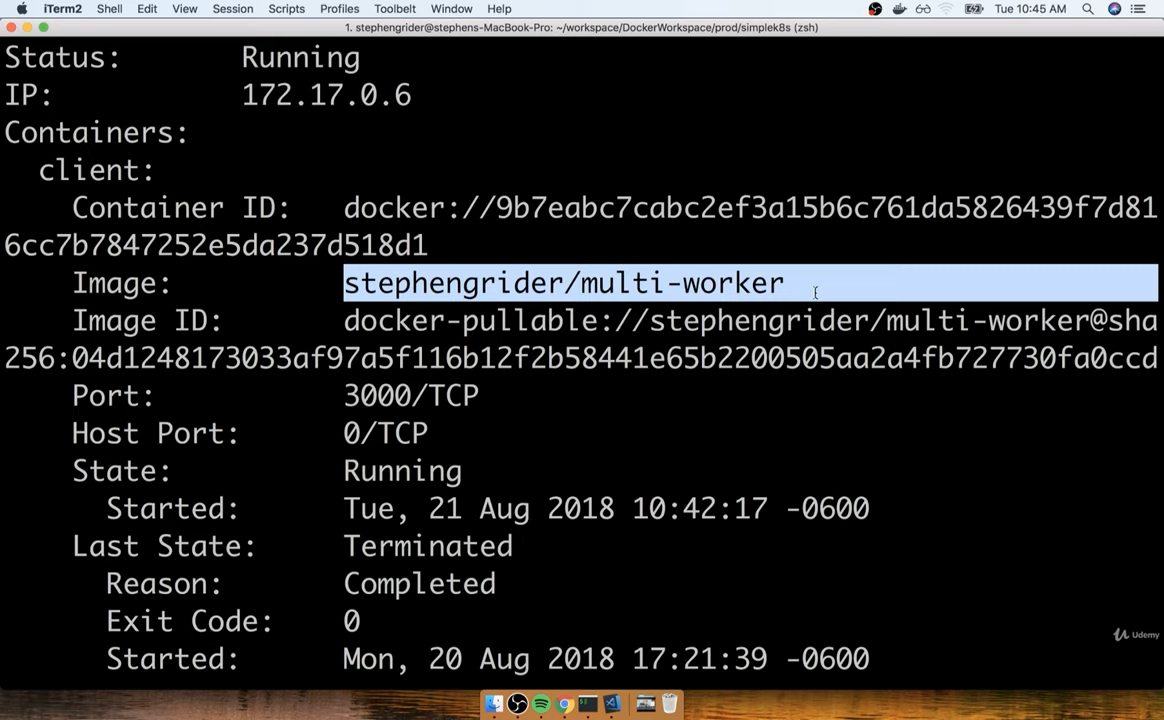 iTerm2 Shell Edit View Session Scripts Profiles Toolbelt Window Help Tue 10:45 AM
1. stephengrider@stephens-MacBook-Pro: ~/workspace/DockerWorkspace/prod/simplek8s (zsh)
Status: Running
IP: 172.17.0.6
Containers:
client:
Container ID: docker://9b7eabc7cabc2ef3a15b6c761da5826439f7d81
6cc7b7847252e5da237d518d1
Image: stephengrider/multi-worker
Image ID: docker-pullable://stephengrider/multi-worker@sha
256:04d1248173033af97a5f116b12f2b58441e65b2200505aa2a4fb727730fa0ccd
Port: 3000/TCP
Host Port: 0/TCP
State: Running
Started: Tue, 21 Aug 2018 10:42:17 -0600
Last State: Terminated
Reason: Completed
Exit Code: 0
Started: Mon, 20 Aug 2018 17:21:39 -0600
Udemy